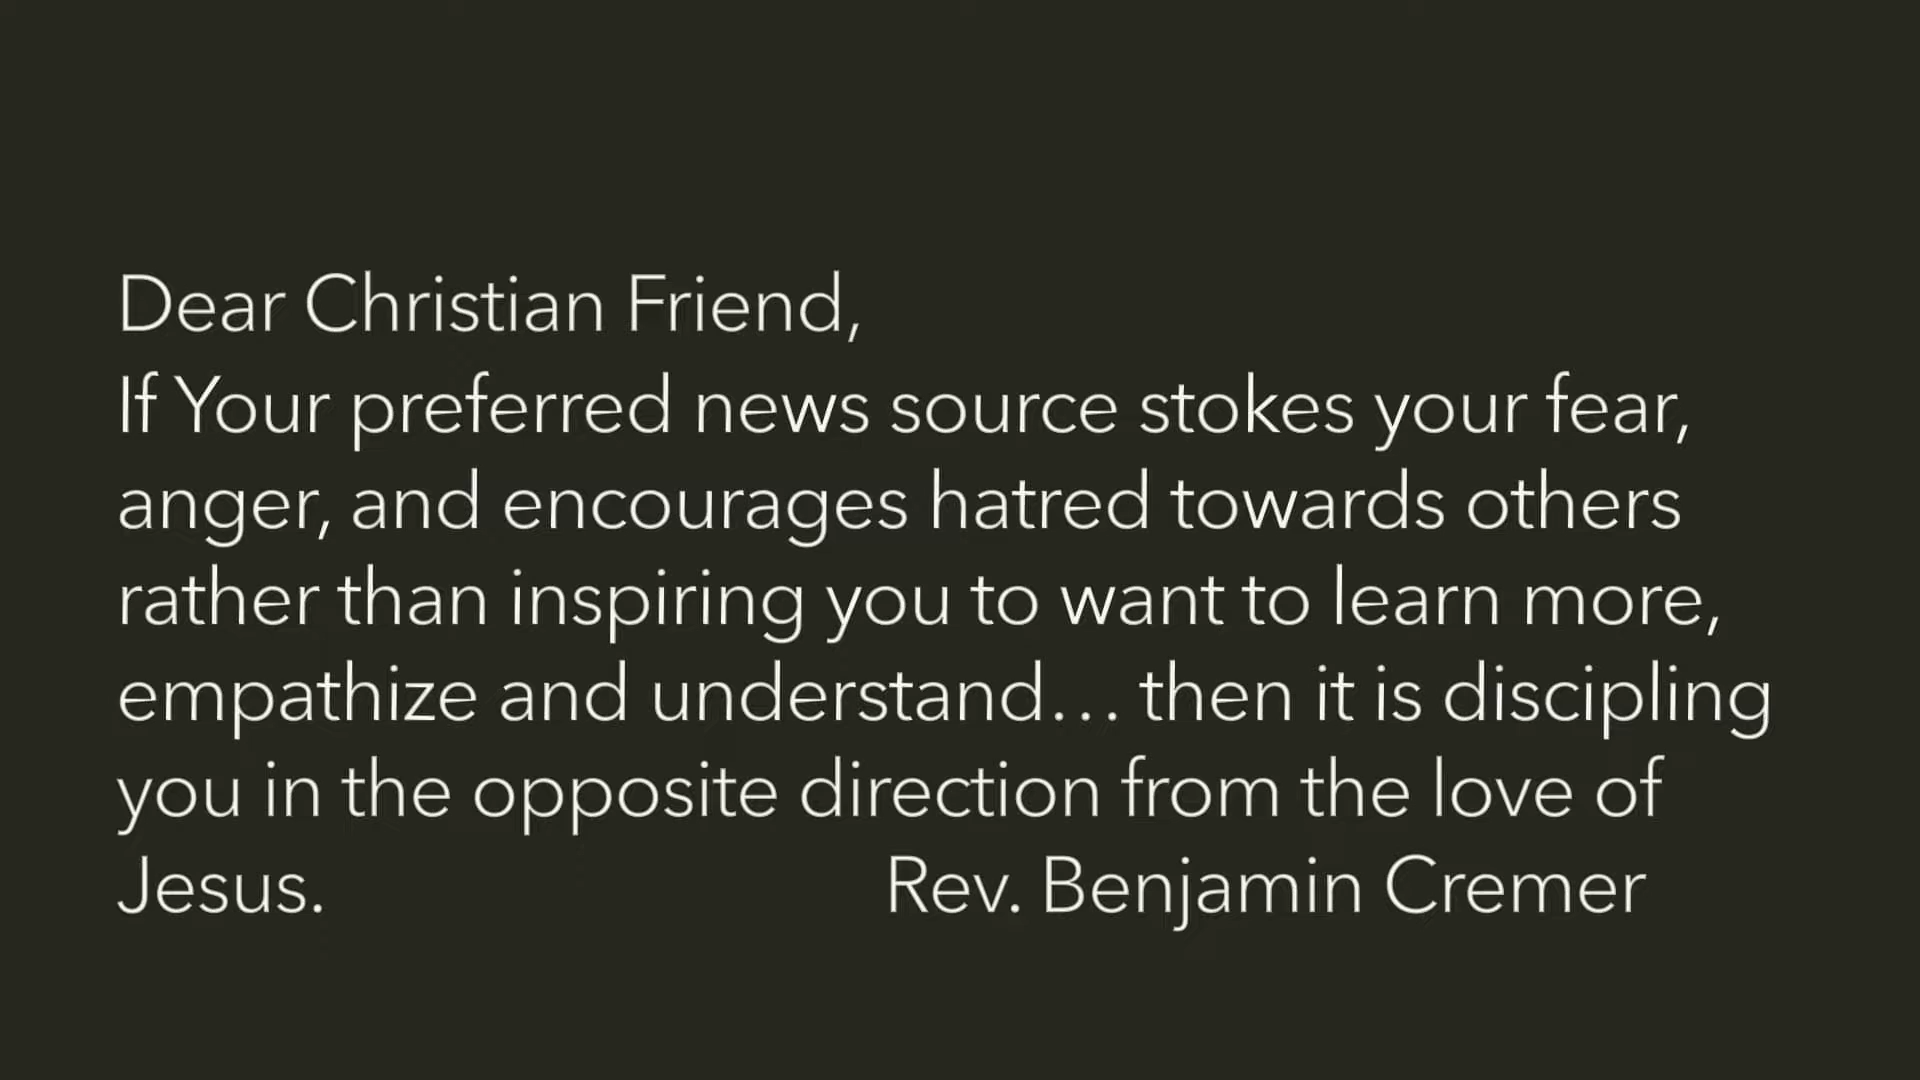 Dear Christian Friend,
If Your preferred news source stokes your fear,
anger, and encourages hatred towards others
rather than inspiring you to want to learn more,
empathize and understand... then it is discipling
you in the opposite direction from the love of
Jesus. Rev. Benjamin Cremer